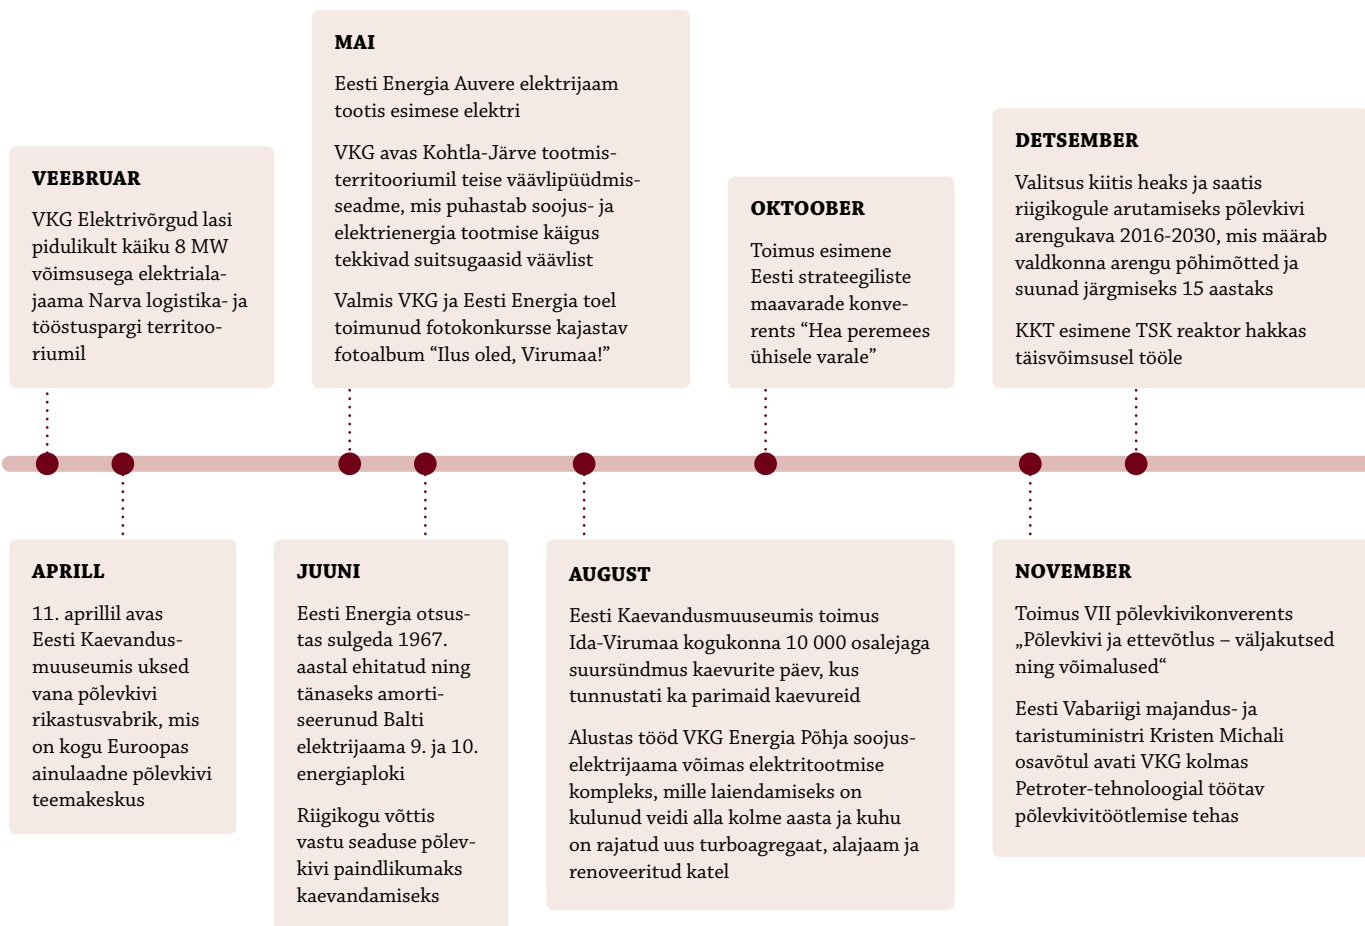 MAI
Eesti Energia Auvere elektrijaam
tootis esimese elektri
VKG avas Kohtla-Järve tootmis-
territooriumil teise väävlipüüdmis-
seadme, mis puhastab soojus- ja
elektrienergia tootmise käigus
tekkivad suitsugaasid väävlist
Valmis VKG ja Eesti Energia toel
toimunud fotokonkursse kajastav
fotoalbum “Ilus oled, Virumaa!”
DETSEMBER
Valitsus kiitis heaks ja saatis
riigikogule arutamiseks põlevkivi
arengukava 2016-2030, mis määrab
valdkonna arengu põhimõtted ja
suunad järgmiseks 15 aastaks
KKT esimene TSK reaktor hakkas
täisvõimsusel tööle
VEEBRUAR
VKG Elektrivõrgud lasi
pidulikult käiku 8 MW
võimsusega elektriala-
jaama Narva logistika- ja
tööstuspargi territoo-
riumil
OKTOOBER
Toimus esimene
Eesti strateegiliste
maavarade konve-
rents “Hea peremees
ühisele varale”
APRILL
11. aprillil avas
Eesti Kaevandus-
muuseumis uksed
vana põlevkivi
rikastusvabrik, mis
on kogu Euroopas
ainulaadne põlevkivi
teemakeskus
JUUNI
Eesti Energia otsus-
tas sulgeda 1967.
aastal ehitatud ning
tänaseks amorti-
seerunud Balti
elektrijaama 9. ja 10.
energiaploki
Riigikogu võttis
vastu seaduse põlev-
kivi paindlikumaks
kaevandamiseks
AUGUST
Eesti Kaevandusmuuseumis toimus
Ida-Virumaa kogukonna 10 000 osalejaga
suursündmus kaevurite päev, kus
tunnustati ka parimaid kaevureid
Alustas tööd VKG Energia Põhja soojus-
elektrijaama võimas elektritootmise
kompleks, mille laiendamiseks on
kulunud veidi alla kolme aasta ja kuhu
on rajatud uus turboagregaat, alajaam ja
renoveeritud katel
NOVEMBER
Toimus VII põlevkivikonverents
„Põlevkivi ja ettevõtlus – väljakutsed
ning võimalused“
Eesti Vabariigi majandus- ja
taristuministri Kristen Michali
osavõtul avati VKG kolmas
Petroter-tehnoloogial töötav
põlevkivitöötlemise tehas